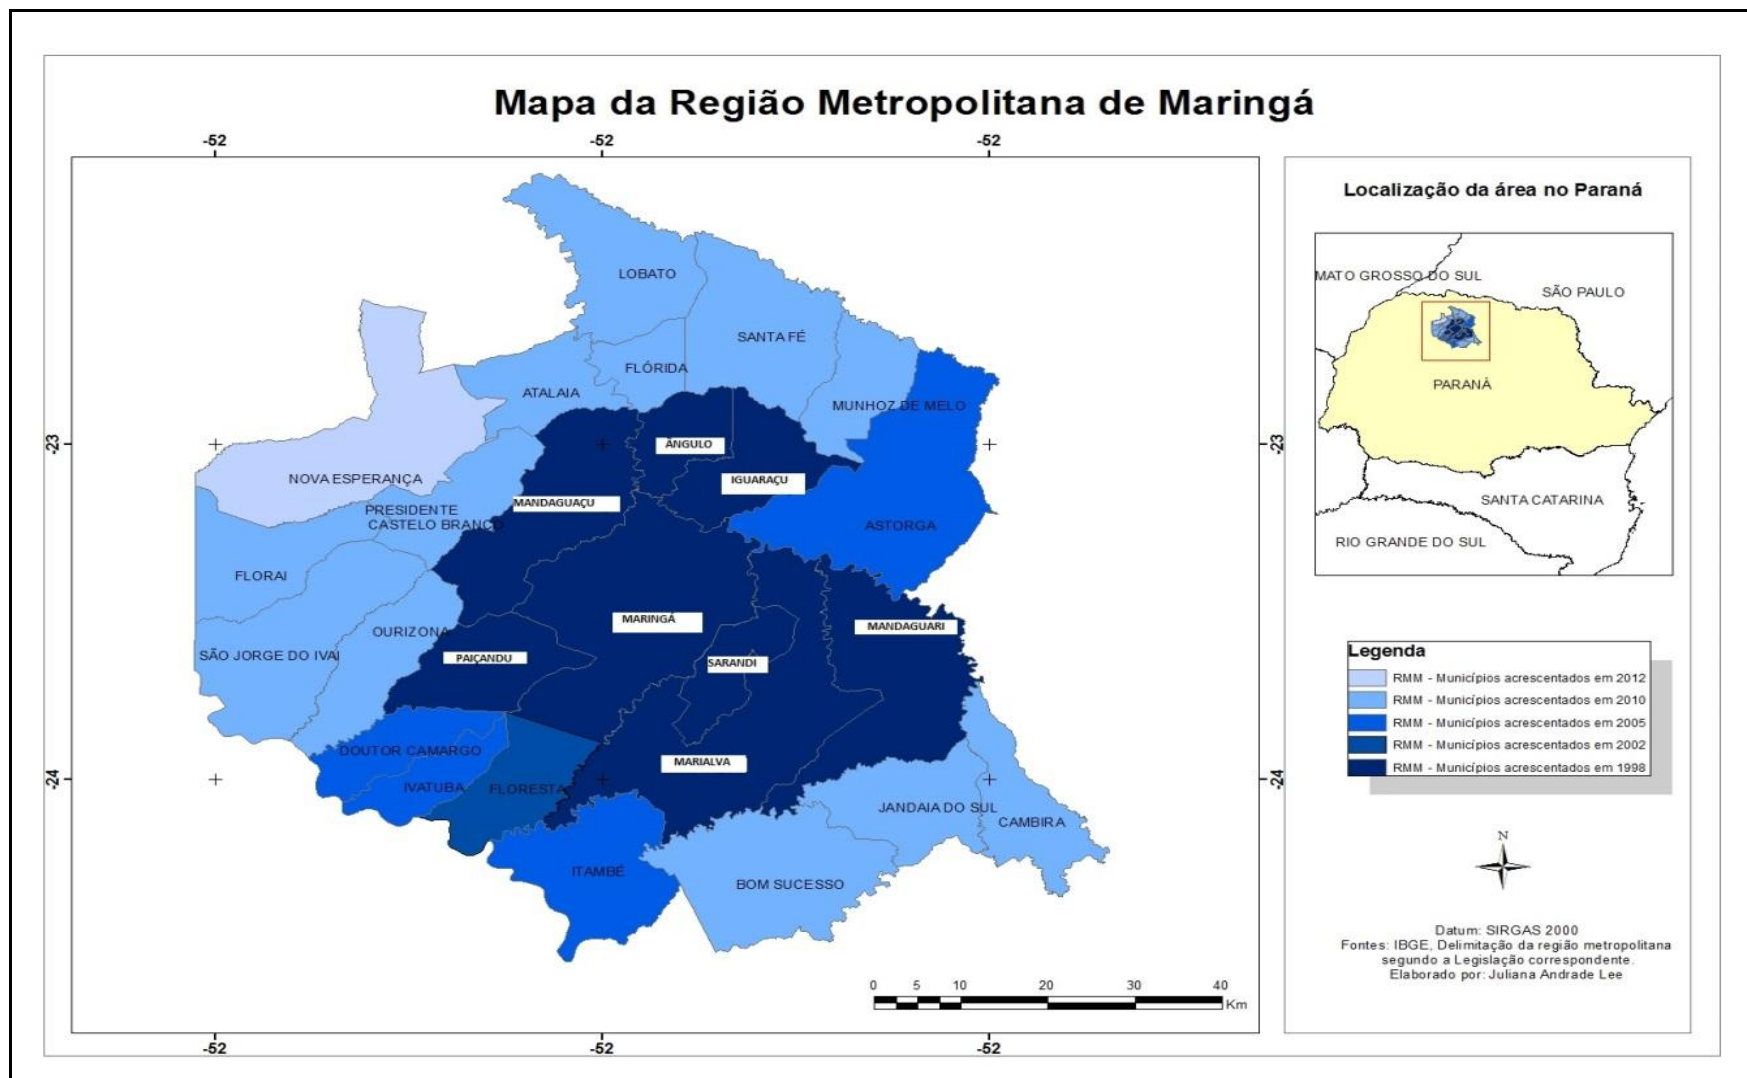 Mapa da Região Metropolitana de Maringá
-52
-52
-52
LOBATO
SANTA FÉ
FLÓRIDA
ATALAIA
MUNHOZ DE MELO
-23
-23
ÂNGULO
IGUARAÇU
NOVA ESPERANÇA
MANDAGUAÇU
PRESIDENTE
CASTELO BRANCO
ASTORGA
FLORAI
MARINGÁ
MANDAGUARI
OURIZONA
SÃO JORGE DO IVAI
PAIÇANDU
SARANDI
DOUTOR CAMARGO
MARIALVA
-24
-24
IVATUBA
FLORESTA
JANDAIA DO SUL
CAMBIRA
ITAMBÉ
BOM SUCESSO
0 5 10 20 30 40
Km
-52
-52
-52
Localização da área no Paraná
MATO GROSSO DO SUL
SÃO PAULO
PARANÁ
SANTA CATARINA
RIO GRANDE DO SUL
Legenda
RMM - Municípios acrescentados em 2012
RMM - Municípios acrescentados em 2010
RMM - Municípios acrescentados em 2005
RMM - Municípios acrescentados em 2002
RMM - Municípios acrescentados em 1998
N
Datum: SIRGAS 2000
Fontes: IBGE, Delimitação da região metropolitana
segundo a Legislação correspondente.
Elaborado por: Juliana Andrade Lee